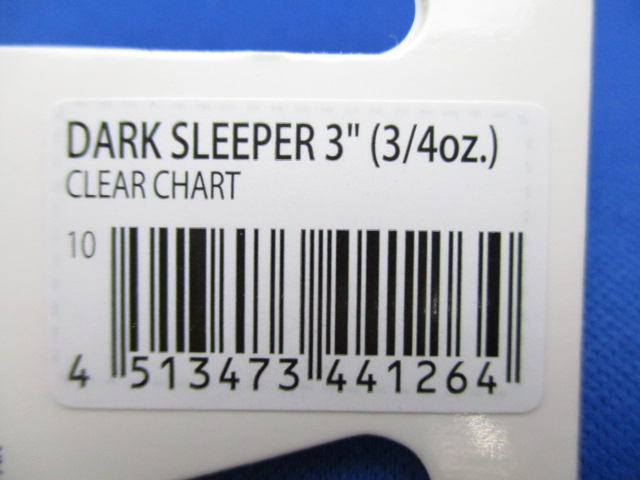 DARK SLEEPER 3" (3/4oz.)
CLEAR CHART
10
4 513473 441264